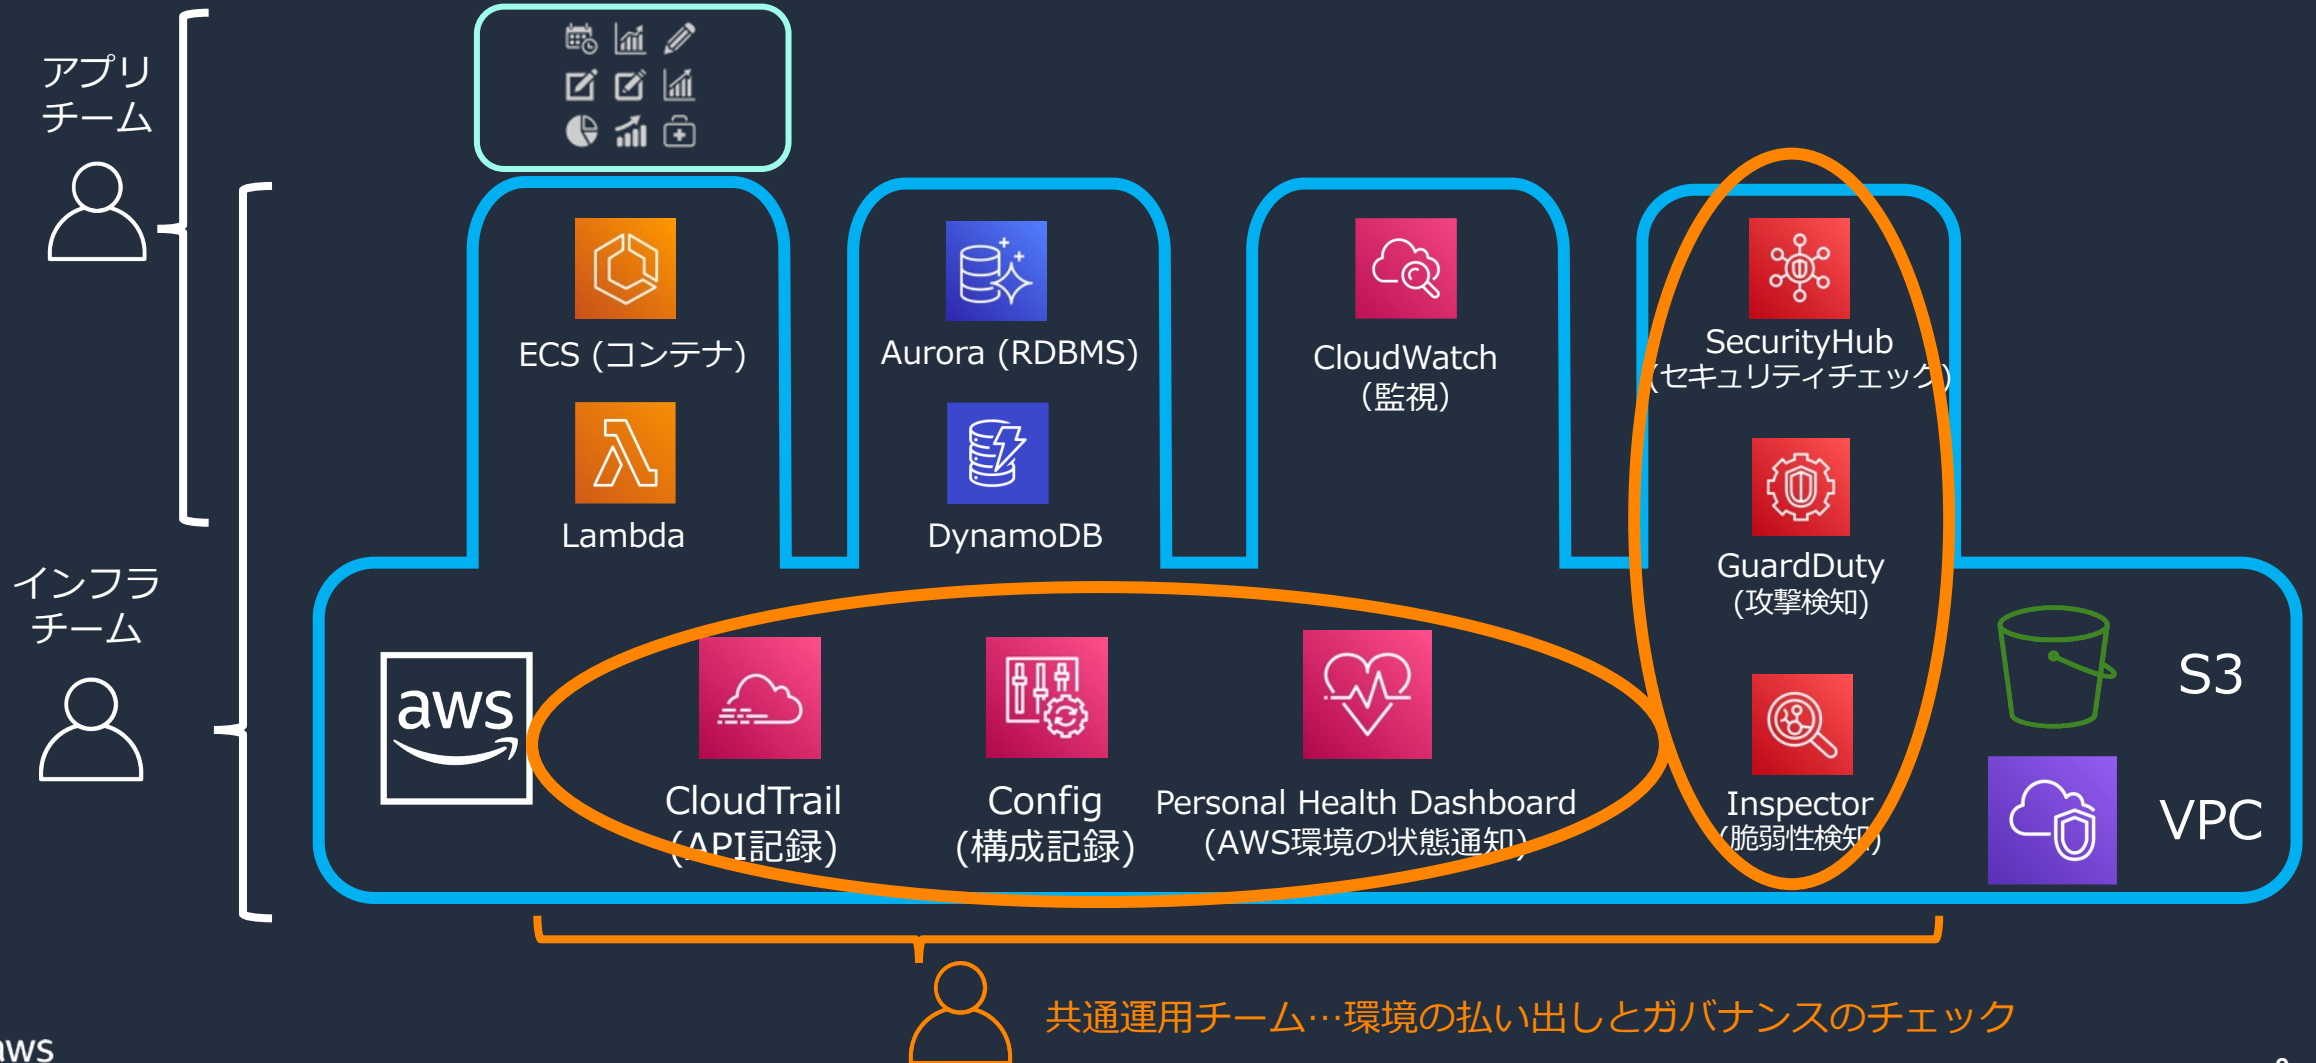 アプリ
チーム
ECS (コンテナ)
Lambda
Aurora (RDBMS)
DynamoDB
CloudWatch
(監視)
SecurityHub
(セキュリティチェック)
GuardDuty
(攻撃検知)
Inspector
(脆弱性検知)
インフラ
チーム
aws
CloudTrail
(API記録)
Config
(構成記録)
Personal Health Dashboard
(AWS環境の状態通知)
S3
VPC
共通運用チーム…環境の払い出しとガバナンスのチェック
aws